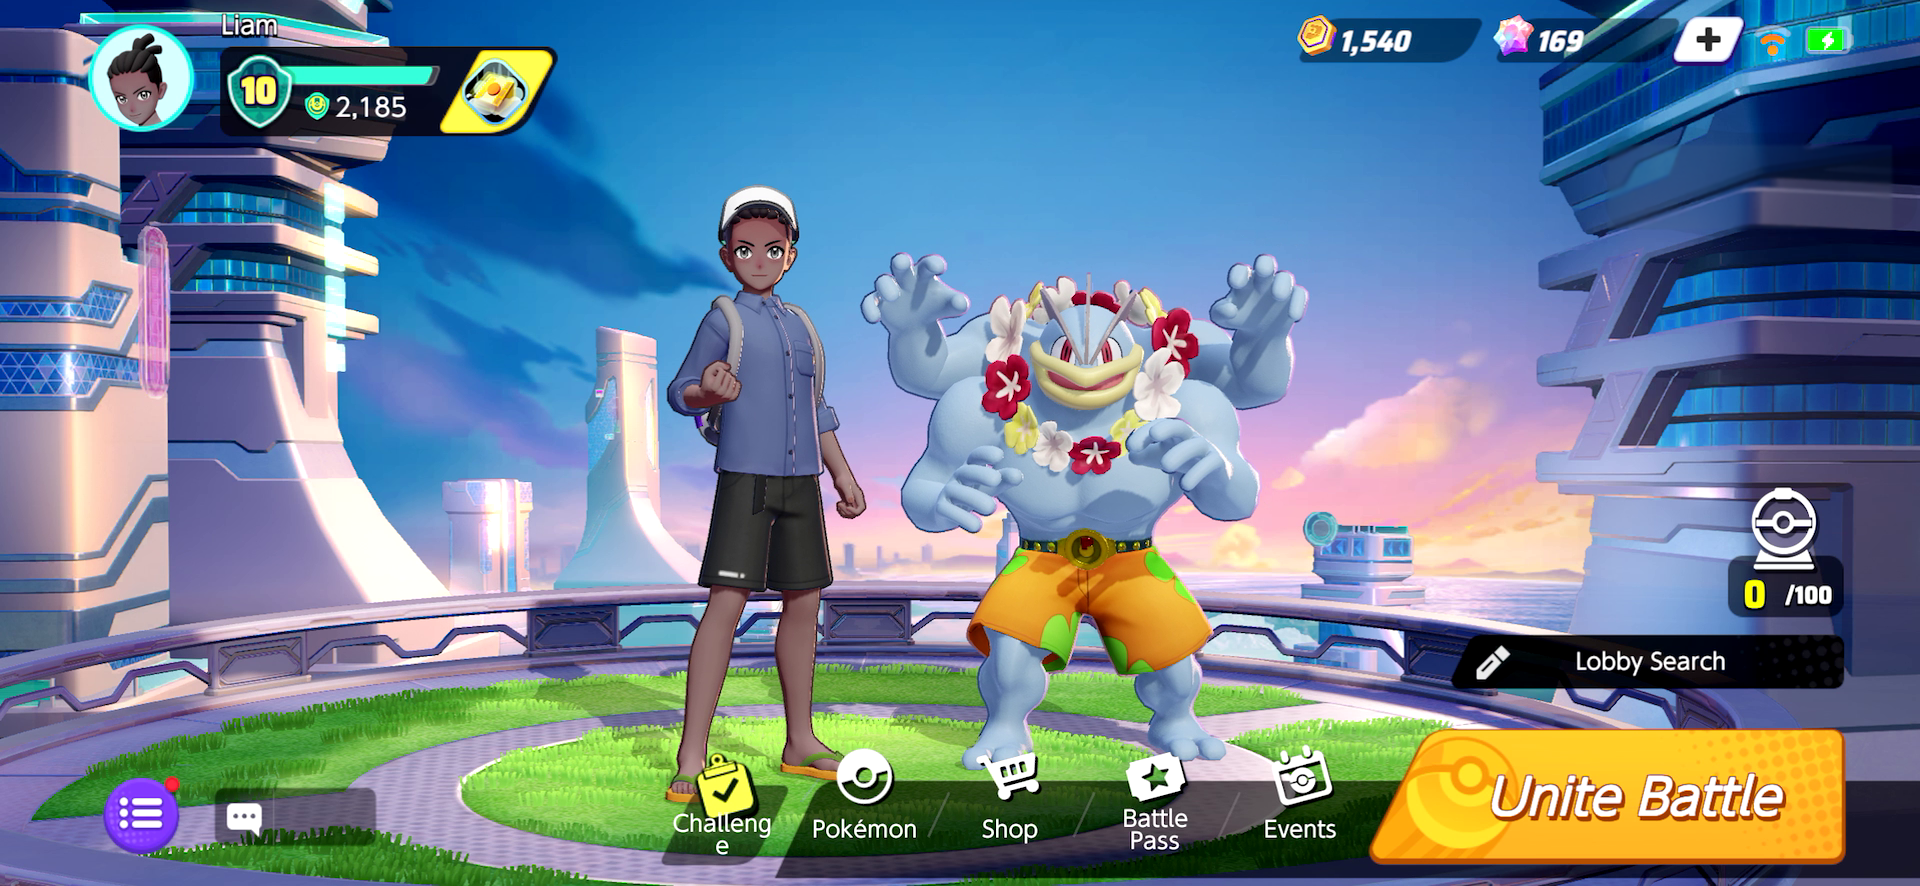 Liam
10
2,185
1,540
169
0 /100
Lobby Search
Unite Battle
Challeng
e
Pokémon
Shop
Battle
Pass
Events